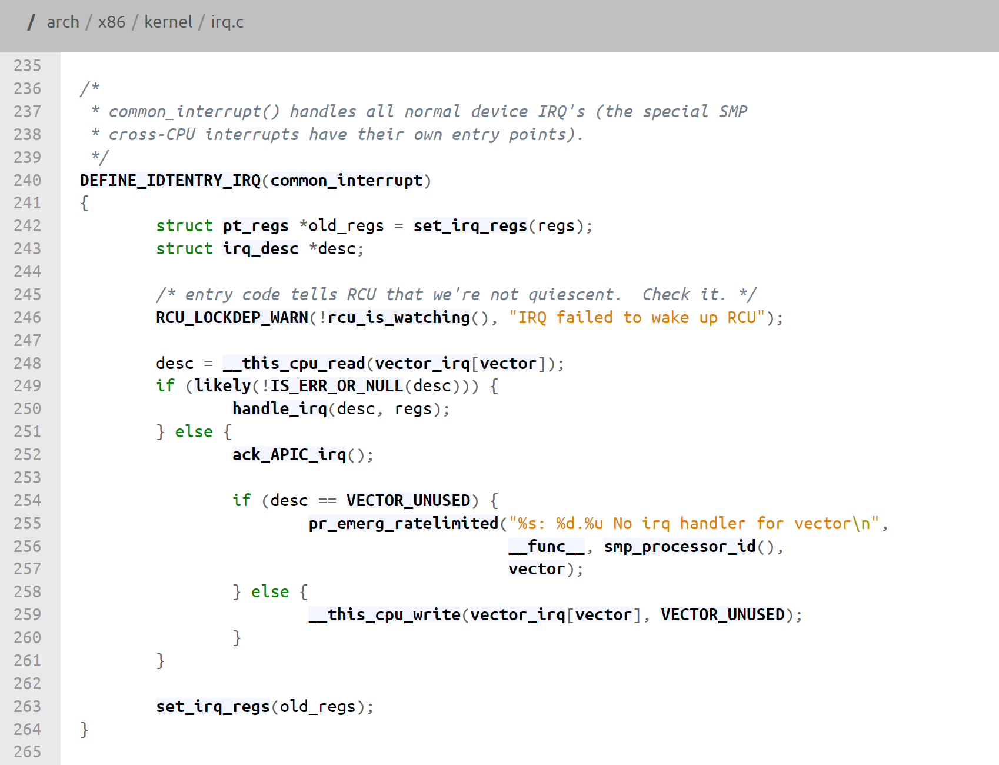 / arch / x86 / kernel / irq.c
235
236 /*
237  * common_interrupt() handles all normal device IRQ's (the special SMP
238  * cross-CPU interrupts have their own entry points).
239  */
240 DEFINE_IDTENTRY_IRQ(common_interrupt)
241 {
242         struct pt_regs *old_regs = set_irq_regs(regs);
243         struct irq_desc *desc;
244
245         /* entry code tells RCU that we're not quiescent.  Check it. */
246         RCU_LOCKDEP_WARN(!rcu_is_watching(), "IRQ failed to wake up RCU");
247
248         desc = __this_cpu_read(vector_irq[vector]);
249         if (likely(!IS_ERR_OR_NULL(desc))) {
250                 handle_irq(desc, regs);
251         } else {
252                 ack_APIC_irq();
253
254                 if (desc == VECTOR_UNUSED) {
255                         pr_emerg_ratelimited("%s: %d.%u No irq handler for vector\n",
256                                              __func__, smp_processor_id(),
257                                              vector);
258                 } else {
259                         __this_cpu_write(vector_irq[vector], VECTOR_UNUSED);
260                 }
261         }
262
263         set_irq_regs(old_regs);
264 }
265